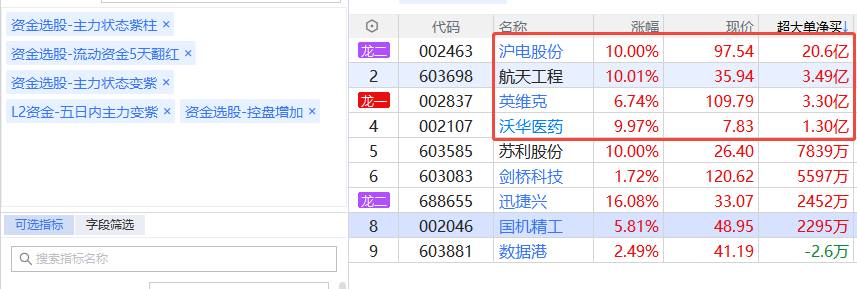 资金选股-主力状态紫柱 ×
资金选股-流动资金5天翻红 ×
资金选股-主力状态变紫 ×
L2资金-五日内主力变紫 × 资金选股-控盘增加 ×
可选指标 字段筛选
搜索指标名称
代码 名称 涨幅 现价 超大单净买↓
龙二 002463 沪电股份 10.00% 97.54 20.6亿
2 603698 航天工程 10.01% 35.94 3.49亿
龙一 002837 英维克 6.74% 109.79 3.30亿
4 002107 沃华医药 9.97% 7.83 1.30亿
5 603585 苏利股份 10.00% 26.40 7839万
6 603083 剑桥科技 1.72% 120.62 5597万
龙二 688655 迅捷兴 16.08% 33.07 2452万
8 002046 国机精工 5.81% 48.95 2295万
9 603881 数据港 2.49% 41.19 -2.6万